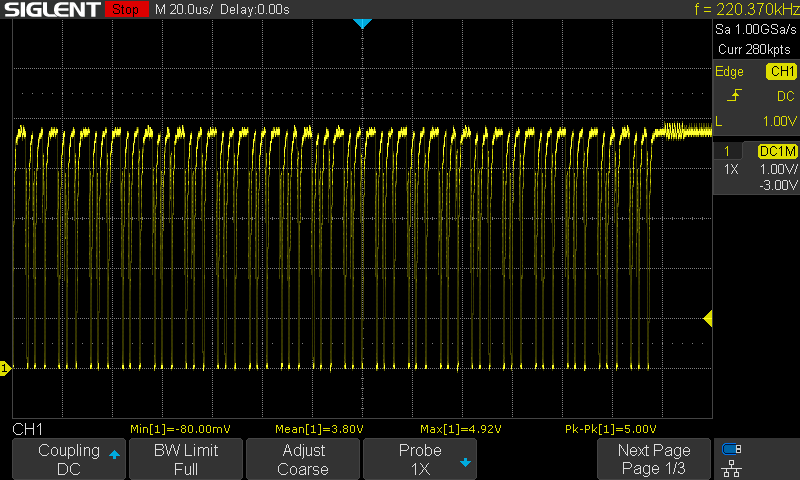 SIGLENT Stop M 20.0us/ Delay:0.00s f = 220.370kHz
Sa 1.00GSa/s
Curr 280kpts
Edge CH1
DC
L 1.00V
1 DC1M
1X 1.00V/
-3.00V
1
CH1 Min[1]=-80.00mV Mean[1]=3.80V Max[1]=4.92V Pk-Pk[1]=5.00V
Coupling BW Limit Adjust Probe Next Page
DC Full Coarse 1X Page 1/3